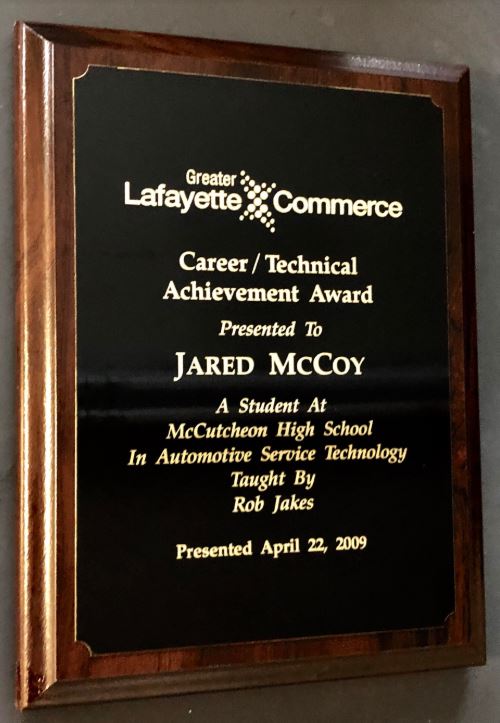 Greater
Lafayette Commerce
Career / Technical
Achievement Award
Presented To
JARED MCCOY
A Student At
McCutcheon High School
In Automotive Service Technology
Taught By
Rob Jakes
Presented April 22, 2009